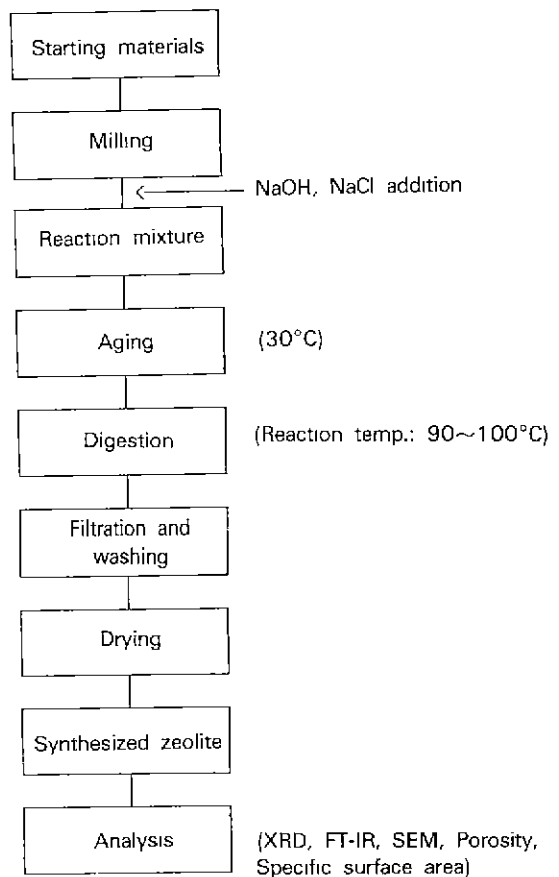 Starting materials
Milling
NaOH, NaCl addition
Reaction mixture
Aging
(30°C)
Digestion
(Reaction temp.: 90~100°C)
Filtration and
washing
Drying
Synthesized zeolite
Analysis
(XRD, FT-IR, SEM, Porosity,
Specific surface area)